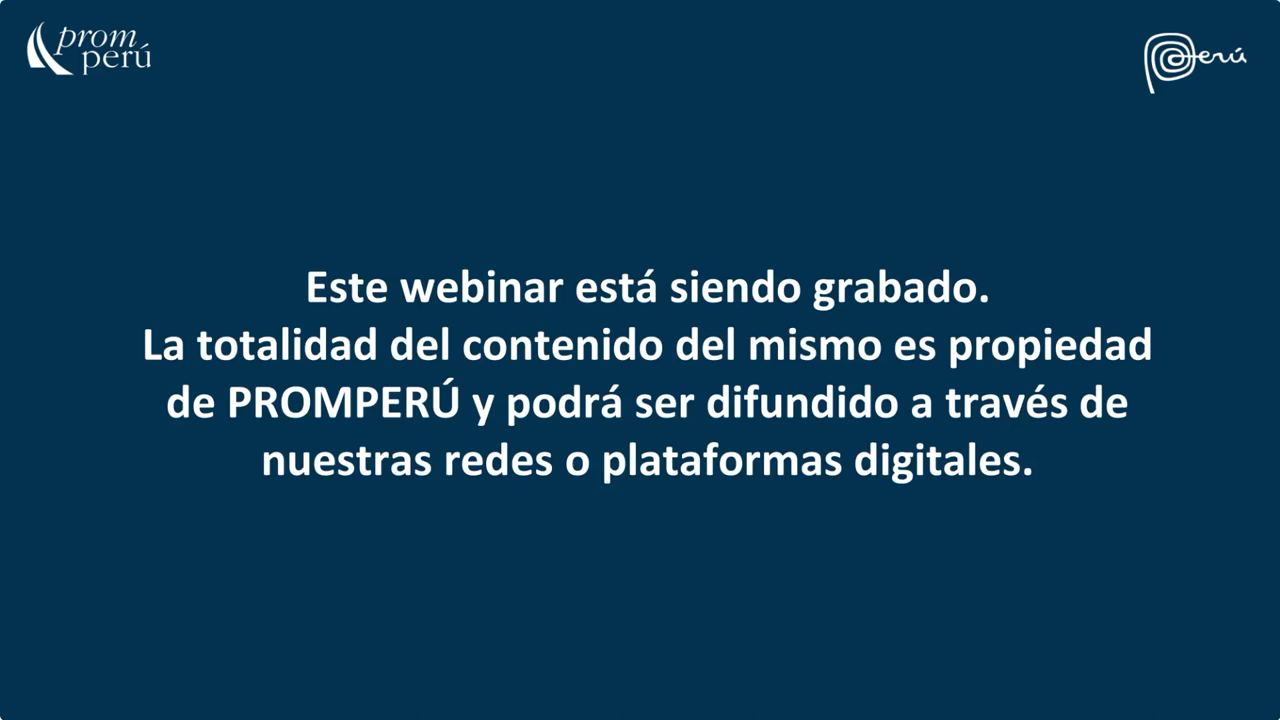 prom
perú
Perú
Este webinar está siendo grabado.
La totalidad del contenido del mismo es propiedad
de PROMPERÚ y podrá ser difundido a través de
nuestras redes o plataformas digitales.